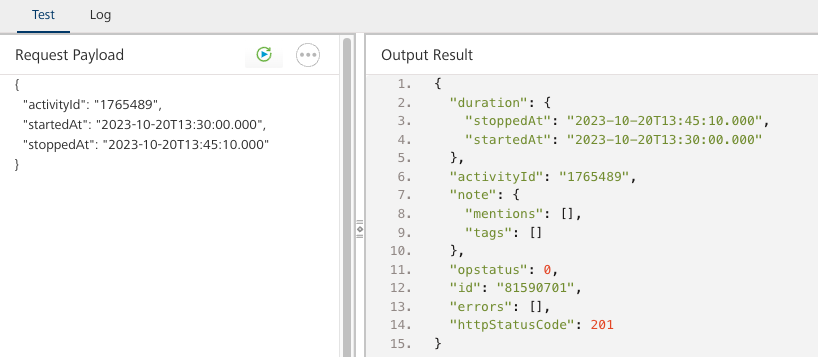 Test Log
Request Payload
{
"activityId": "1765489",
"startedAt": "2023-10-20T13:30:00.000",
"stoppedAt": "2023-10-20T13:45:10.000"
}
Output Result
1. {
2. "duration": {
3. "stoppedAt": "2023-10-20T13:45:10.000",
4. "startedAt": "2023-10-20T13:30:00.000"
5. },
6. "activityId": "1765489",
7. "note": {
8. "mentions": [],
9. "tags": []
10. },
11. "opstatus": 0,
12. "id": "81590701",
13. "errors": [],
14. "httpStatusCode": 201
15. }